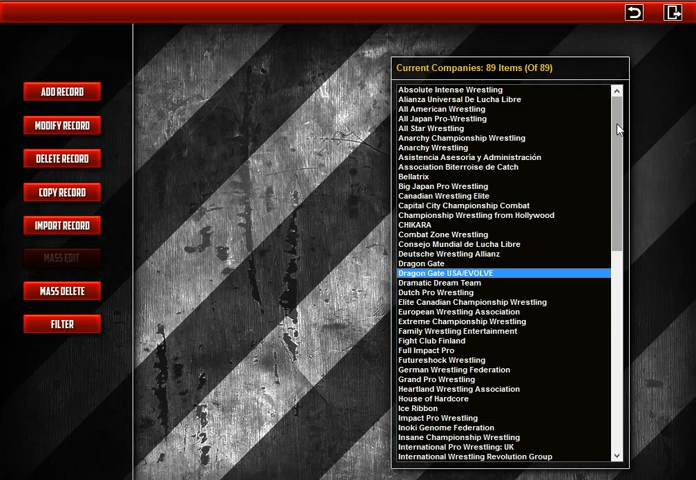 Current Companies: 89 Items (Of 89)
ADD RECORD
MODIFY RECORD
DELETE RECORD
COPY RECORD
IMPORT RECORD
MASS EDIT
MASS DELETE
FILTER
Absolute Intense Wrestling
Alianza Universal De Lucha Libre
All American Wrestling
All Japan Pro-Wrestling
All Star Wrestling
Anarchy Championship Wrestling
Anarchy Wrestling
Asistencia Asesoría y Administración
Association Biterroise de Catch
Bellatrix
Big Japan Pro Wrestling
Canadian Wrestling Elite
Capital City Championship Combat
Championship Wrestling from Hollywood
CHIKARA
Combat Zone Wrestling
Consejo Mundial de Lucha Libre
Deutsche Wrestling Allianz
Dragon Gate
Dragon Gate USA/EVOLVE
Dramatic Dream Team
Dutch Pro Wrestling
Elite Canadian Championship Wrestling
European Wrestling Association
Extreme Championship Wrestling
Family Wrestling Entertainment
Fight Club Finland
Full Impact Pro
Futureshock Wrestling
German Wrestling Federation
Grand Pro Wrestling
Heartland Wrestling Association
House of Hardcore
Ice Ribbon
Impact Pro Wrestling
Inoki Genome Federation
Insane Championship Wrestling
International Pro Wrestling: UK
International Wrestling Revolution Group